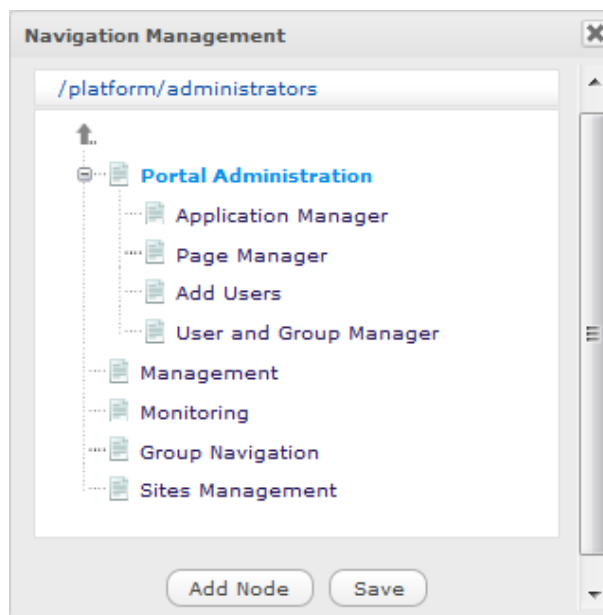 Navigation Management
/platform/administrators
Portal Administration
Application Manager
Page Manager
Add Users
User and Group Manager
Management
Monitoring
Group Navigation
Sites Management
Add Node Save